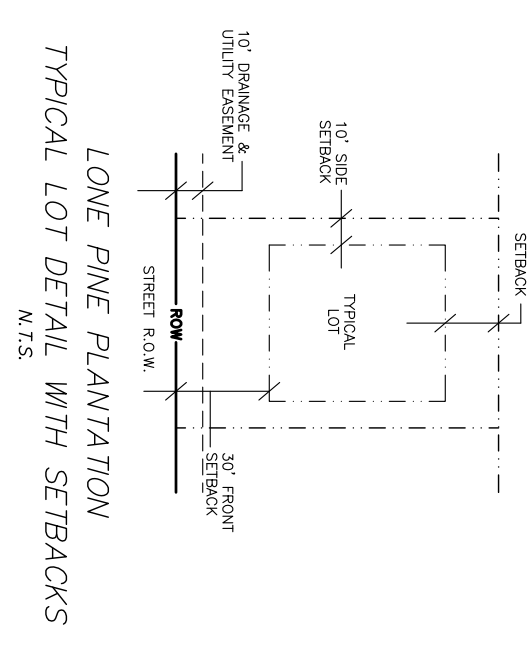 SETBACK
10' SIDE
SETBACK
TYPICAL
LOT
10' DRAINAGE &
UTILITY EASEMENT
30' FRONT
SETBACK
ROW
STREET R.O.W.
LONE PINE PLANTATION
TYPICAL LOT DETAIL WITH SETBACKS
N.T.S.